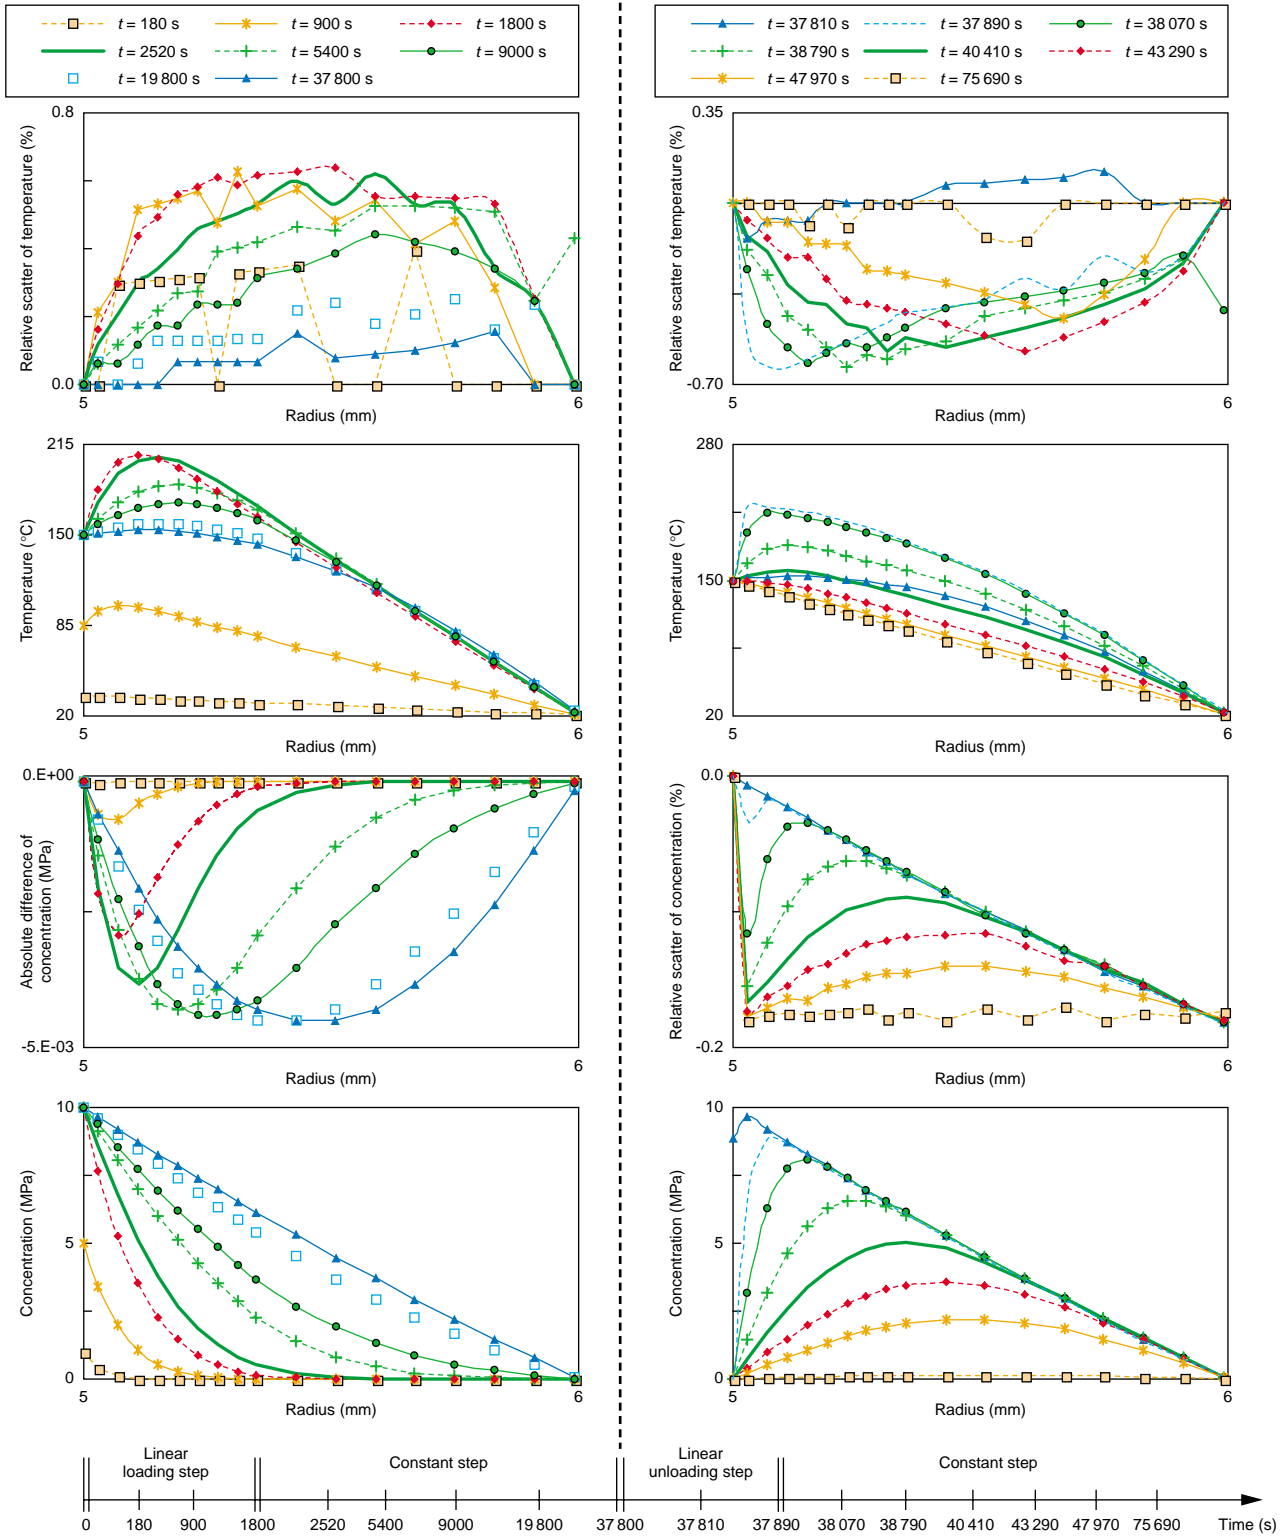 t = 180 s t = 900 s t = 1800 s
t = 2520 s t = 5400 s t = 9000 s
t = 19 800 s t = 37 800 s
t = 37 810 s t = 37 890 s t = 38 070 s
t = 38 790 s t = 40 410 s t = 43 290 s
t = 47 970 s t = 75 690 s
Relative scatter of temperature (%)
0.8
0.0
5 6
Radius (mm)
Relative scatter of temperature (%)
0.35
-0.70
5 6
Radius (mm)
Temperature (°C)
215
150
85
20
5 6
Radius (mm)
Temperature (°C)
280
150
20
5 6
Radius (mm)
Absolute difference of
concentration (MPa)
0.E+00
-5.E-03
5 6
Radius (mm)
Relative scatter of concentration (%)
0.0
-0.2
5 6
Radius (mm)
Concentration (MPa)
10
5
0
5 6
Radius (mm)
Concentration (MPa)
10
5
0
5 6
Radius (mm)
Linear
loading step
Constant step
Linear
unloading step
Constant step
0 180 900 1800 2520 5400 9000 19 800 37 800 37 810 37 890 38 070 38 790 40 410 43 290 47 970 75 690 Time (s)